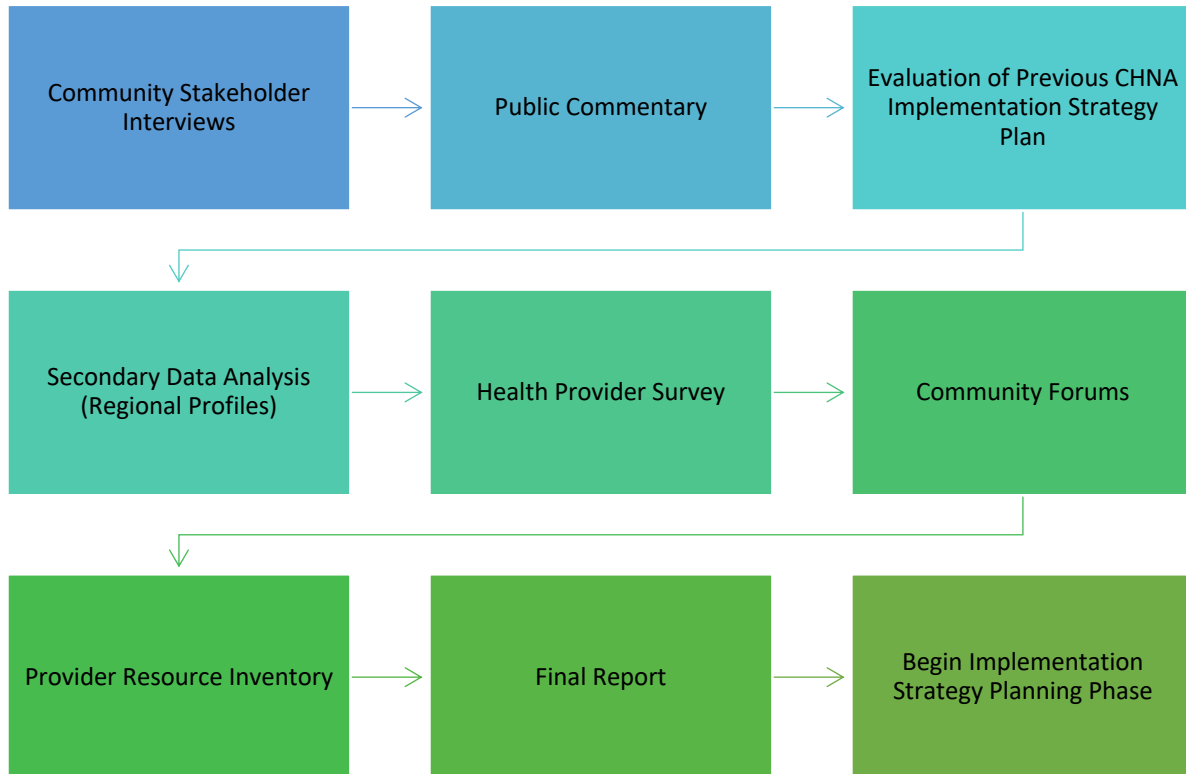 Community Stakeholder
Interviews
Public Commentary
Evaluation of Previous CHNA
Implementation Strategy
Plan
Secondary Data Analysis
(Regional Profiles)
Health Provider Survey
Community Forums
Provider Resource Inventory
Final Report
Begin Implementation
Strategy Planning Phase